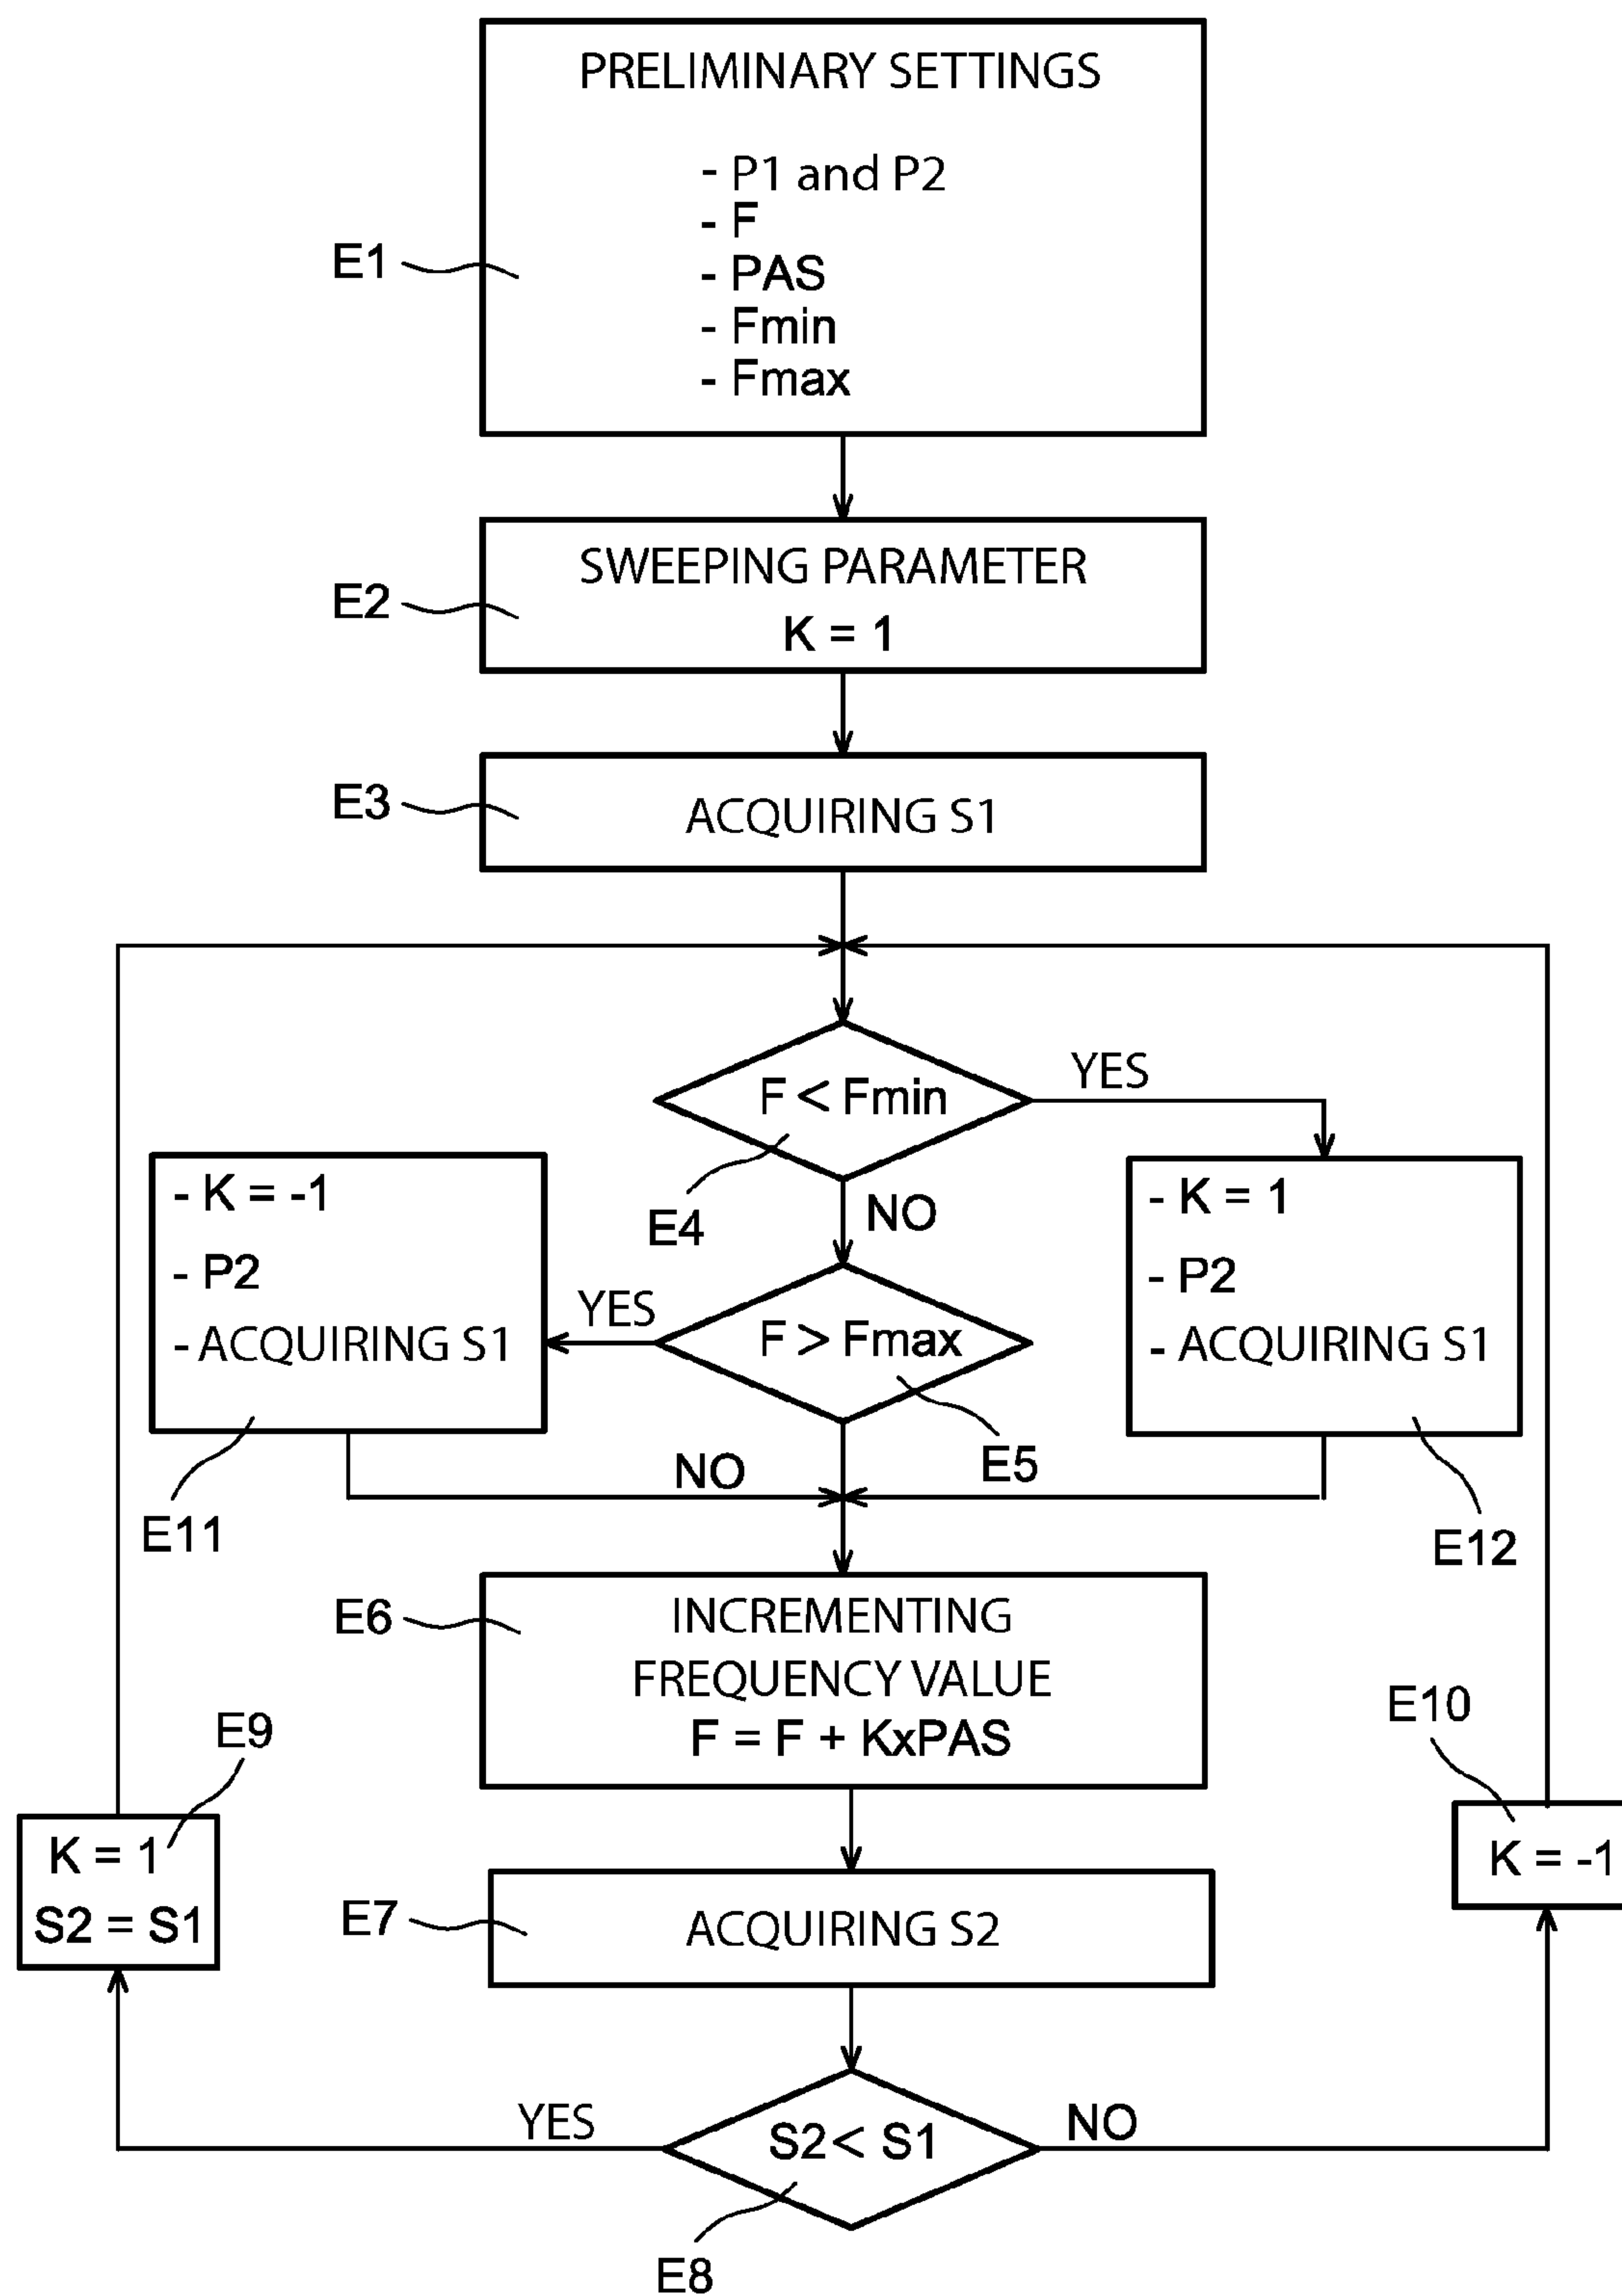 PRELIMINARY SETTINGS
- P1 and P2
- F
- PAS
- Fmin
- Fmax
E1
SWEEPING PARAMETER
K = 1
E2
ACQUIRING S1
E3
F < Fmin
YES
E4
NO
- K = -1
- P2
- ACQUIRING S1
E11
YES
F > Fmax
E5
NO
- K = 1
- P2
- ACQUIRING S1
E12
INCREMENTING
FREQUENCY VALUE
F = F + KxPAS
E6
E9
K = 1
S2 = S1
E10
K = -1
E7
ACQUIRING S2
YES
S2 < S1
NO
E8